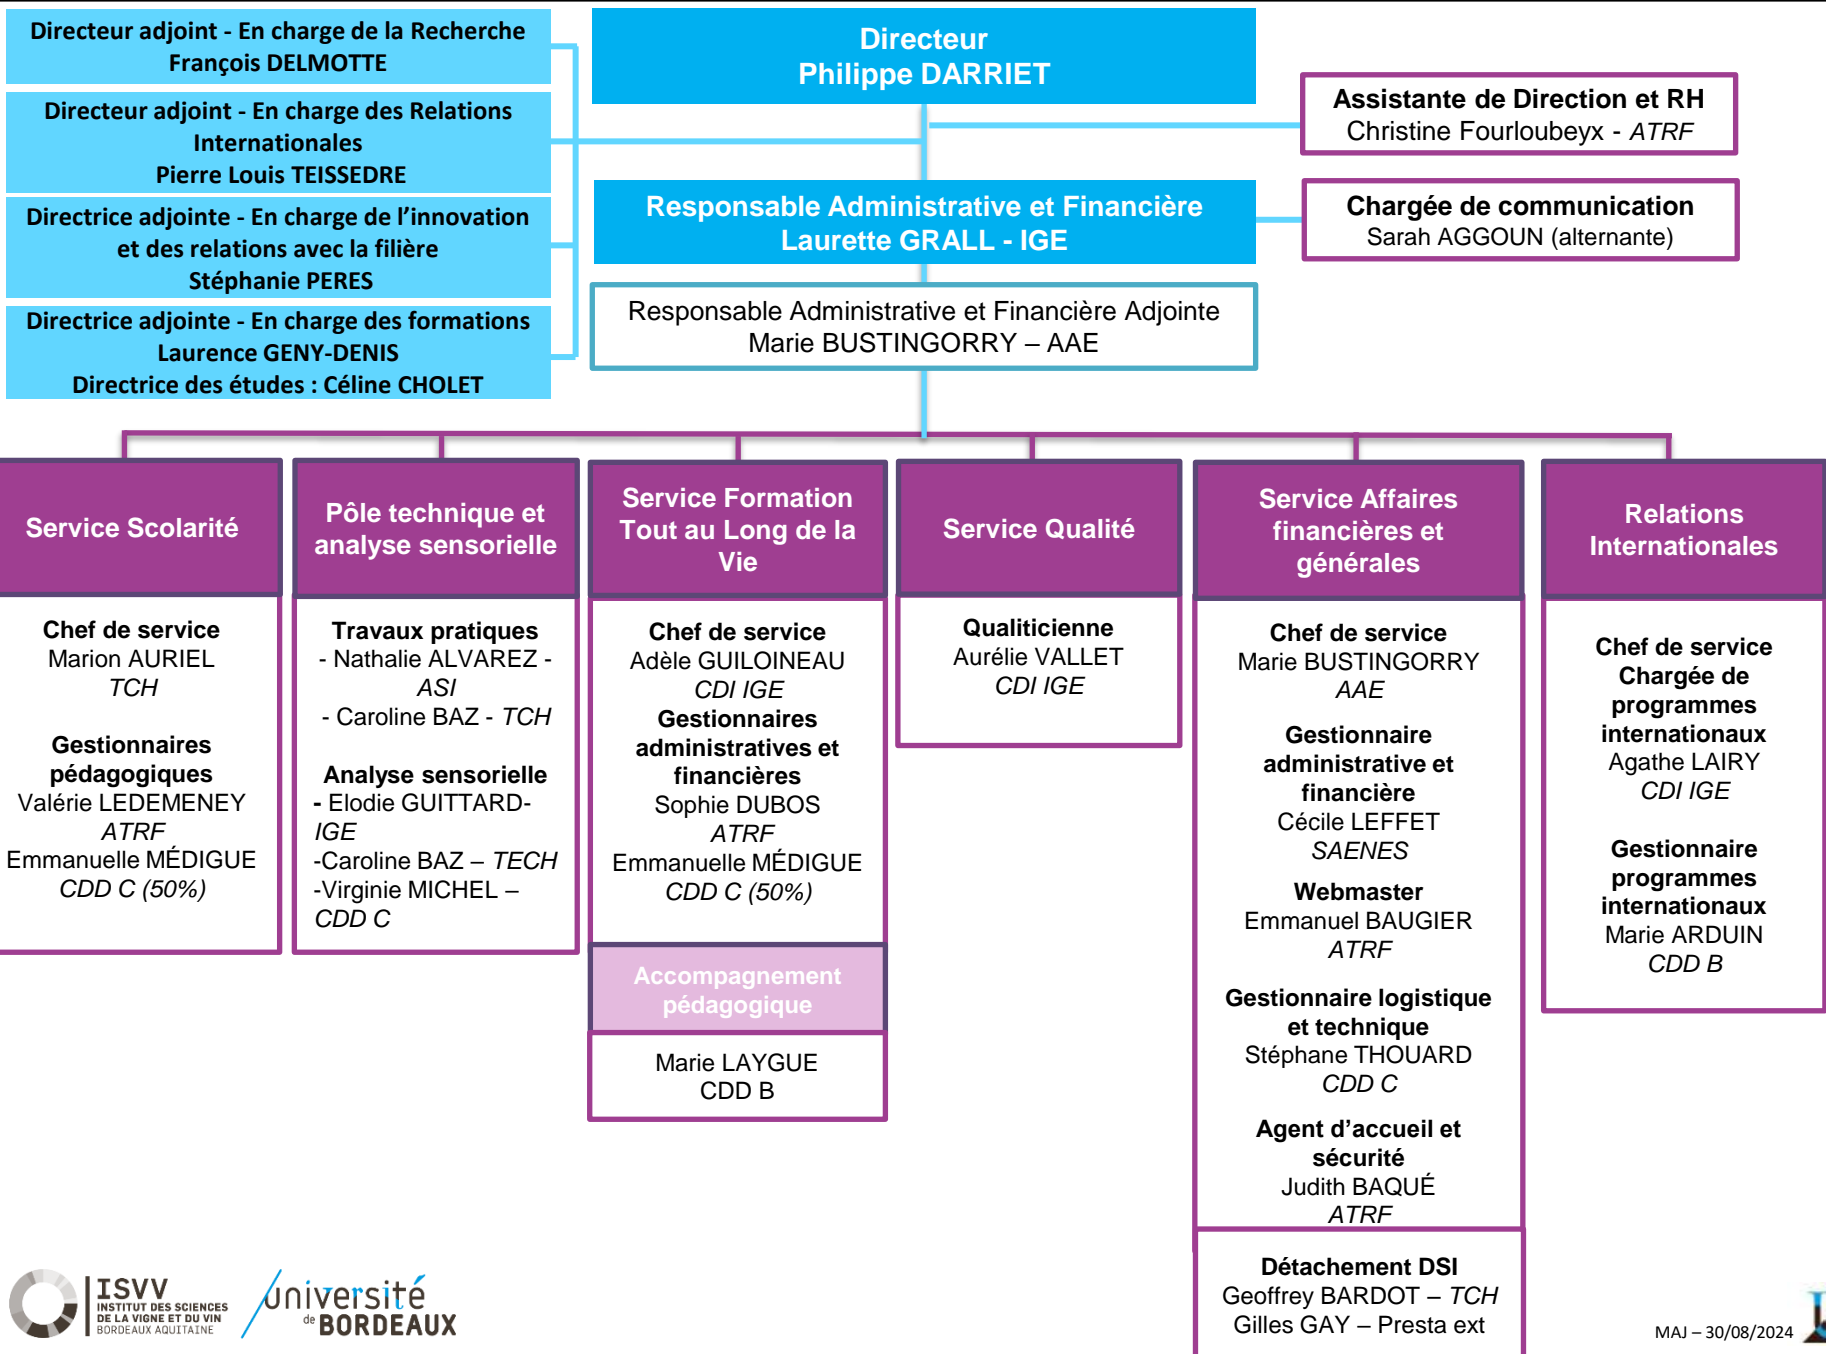 Directeur adjoint - En charge de la Recherche
François DELMOTTE
Directeur adjoint - En charge des Relations
Internationales
Pierre Louis TEISSEDRE
Directrice adjointe - En charge de l’innovation
et des relations avec la filière
Stéphanie PERES
Directrice adjointe - En charge des formations
Laurence GENY-DENIS
Directrice des études : Céline CHOLET
Directeur
Philippe DARRIET
Assistante de Direction et RH
Christine Fourloubeyx - ATRF
Responsable Administrative et Financière
Laurette GRALL - IGE
Chargée de communication
Sarah AGGOUN (alternante)
Responsable Administrative et Financière Adjointe
Marie BUSTINGORRY – AAE
Service Scolarité
Chef de service
Marion AURIEL
TCH
Gestionnaires
pédagogiques
Valérie LEDEMENEY
ATRF
Emmanuelle MÉDIGUE
CDD C (50%)
Pôle technique et
analyse sensorielle
Travaux pratiques
- Nathalie ALVAREZ -
ASI
- Caroline BAZ - TCH
Analyse sensorielle
- Elodie GUITTARD-
IGE
-Caroline BAZ – TECH
-Virginie MICHEL –
CDD C
Service Formation
Tout au Long de la
Vie
Chef de service
Adèle GUILOINEAU
CDI IGE
Gestionnaires
administratives et
financières
Sophie DUBOS
ATRF
Emmanuelle MÉDIGUE
CDD C (50%)
Accompagnement
pédagogique
Marie LAYGUE
CDD B
Service Qualité
Qualiticienne
Aurélie VALLET
CDI IGE
Service Affaires
financières et
générales
Chef de service
Marie BUSTINGORRY
AAE
Gestionnaire
administrative et
financière
Cécile LEFFET
SAENES
Webmaster
Emmanuel BAUGIER
ATRF
Gestionnaire logistique
et technique
Stéphane THOUARD
CDD C
Agent d’accueil et
sécurité
Judith BAQUÉ
ATRF
Détachement DSI
Geoffrey BARDOT – TCH
Gilles GAY – Presta ext
Relations
Internationales
Chef de service
Chargée de
programmes
internationaux
Agathe LAIRY
CDI IGE
Gestionnaire
programmes
internationaux
Marie ARDUIN
CDD B
ISVV
INSTITUT DES SCIENCES
DE LA VIGNE ET DU VIN
BORDEAUX AQUITAINE
université
de BORDEAUX
MAJ – 30/08/2024